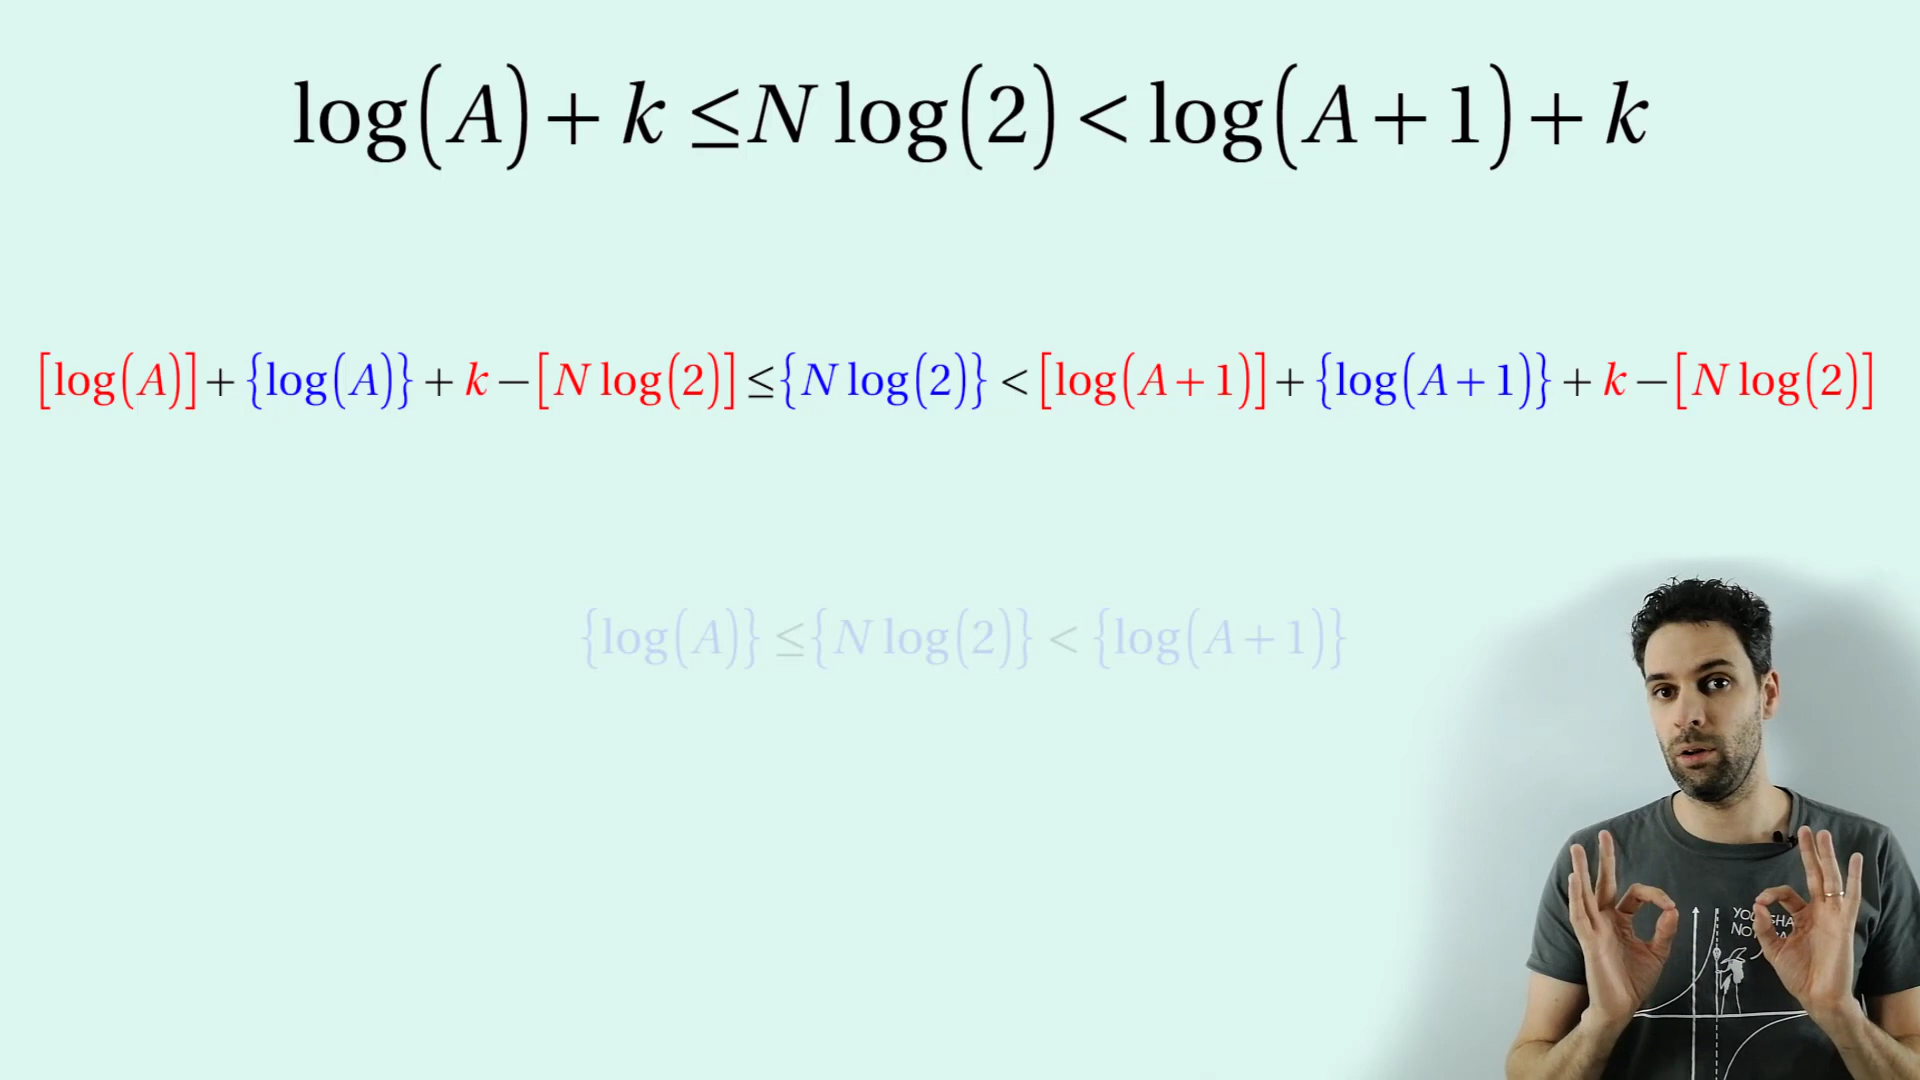 log(A) + k ≤ N log(2) < log(A + 1) + k
[log(A)] + {log(A)} + k − [N log(2)] ≤ {N log(2)} < [log(A + 1)] + {log(A + 1)} + k − [N log(2)]
{log(A)} ≤ {N log(2)} < {log(A + 1)}